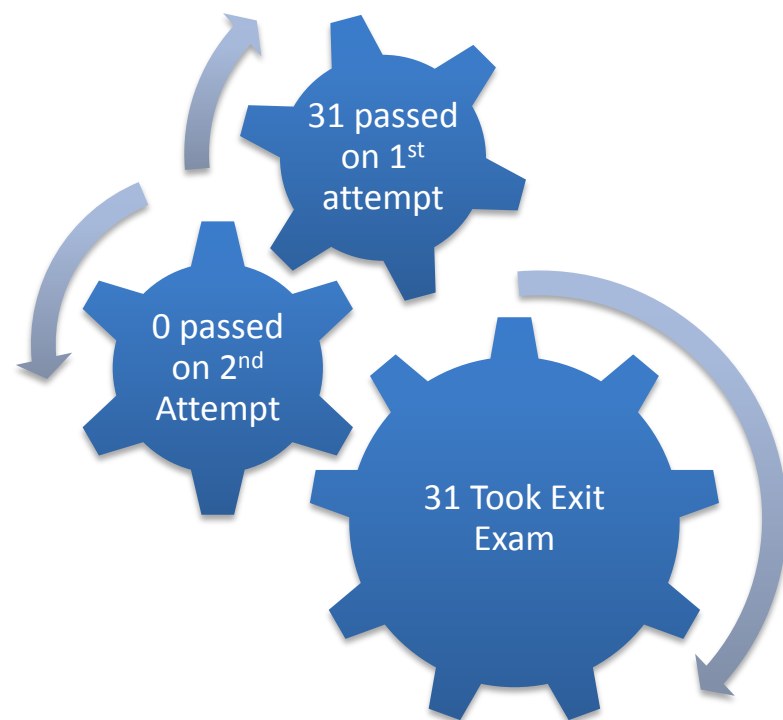 31 passed
on 1st
attempt
0 passed
on 2nd
Attempt
31 Took Exit
Exam